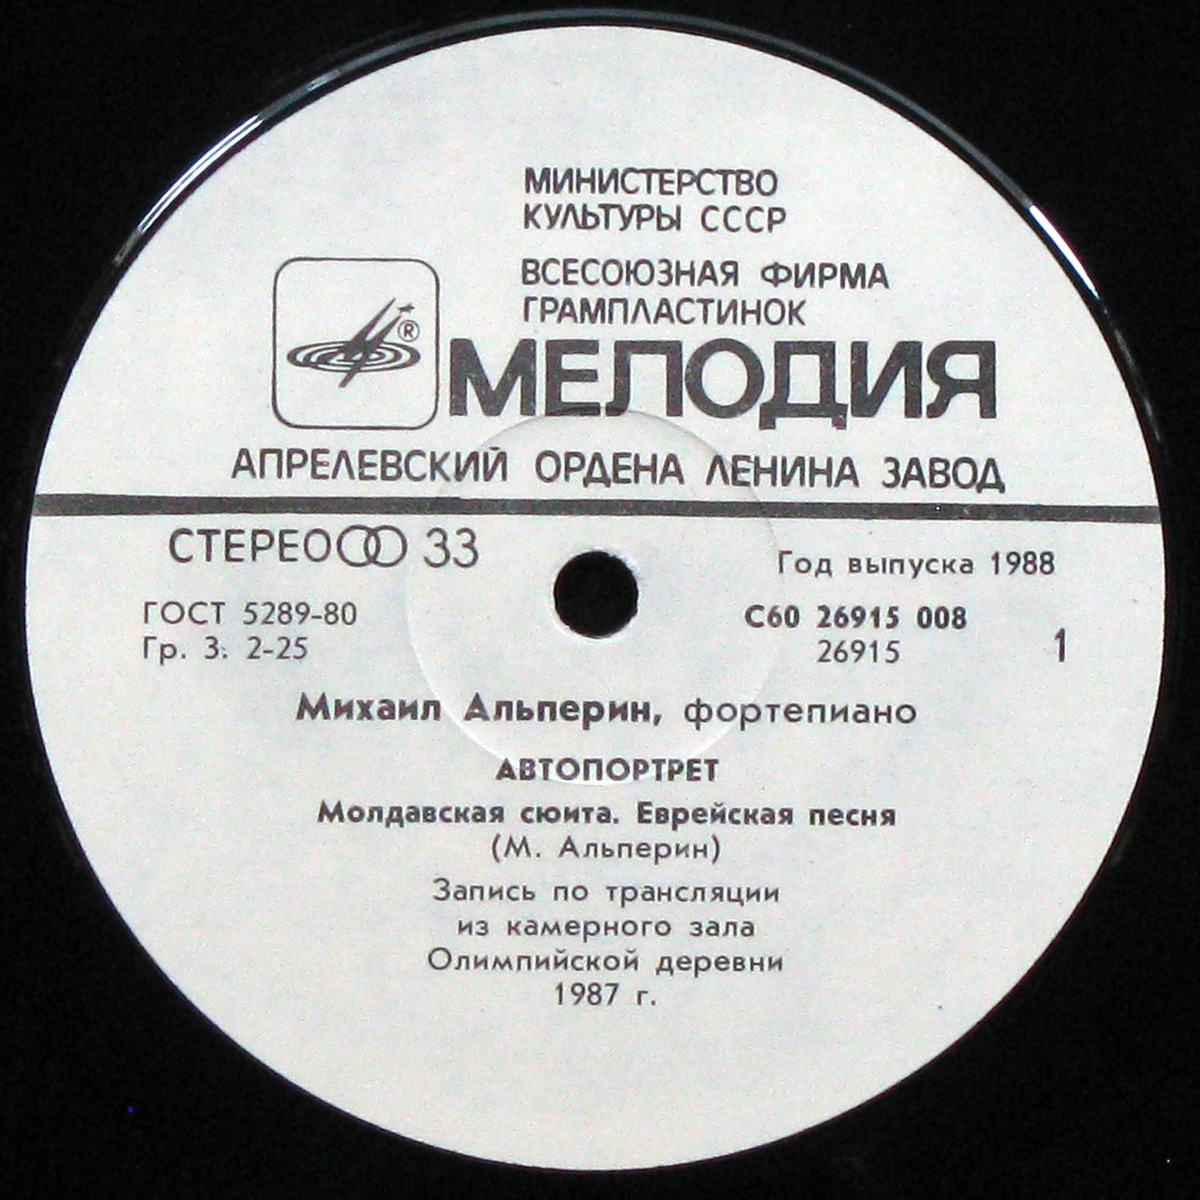 МИНИСТЕРСТВО
КУЛЬТУРЫ СССР
ВСЕСОЮЗНАЯ ФИРМА
ГРАМПЛАСТИНОК
®
МЕЛОДИЯ
АПРЕЛЕВСКИЙ ОРДЕНА ЛЕНИНА ЗАВОД
СТЕРЕО 33
Год выпуска 1988
ГОСТ 5289-80
С60 26915 008
Гр. 3. 2-25
26915
1
Михаил Альперин, фортепиано
АВТОПОРТРЕТ
Молдавская сюита. Еврейская песня
(М. Альперин)
Запись по трансляции
из камерного зала
Олимпийской деревни
1987 г.